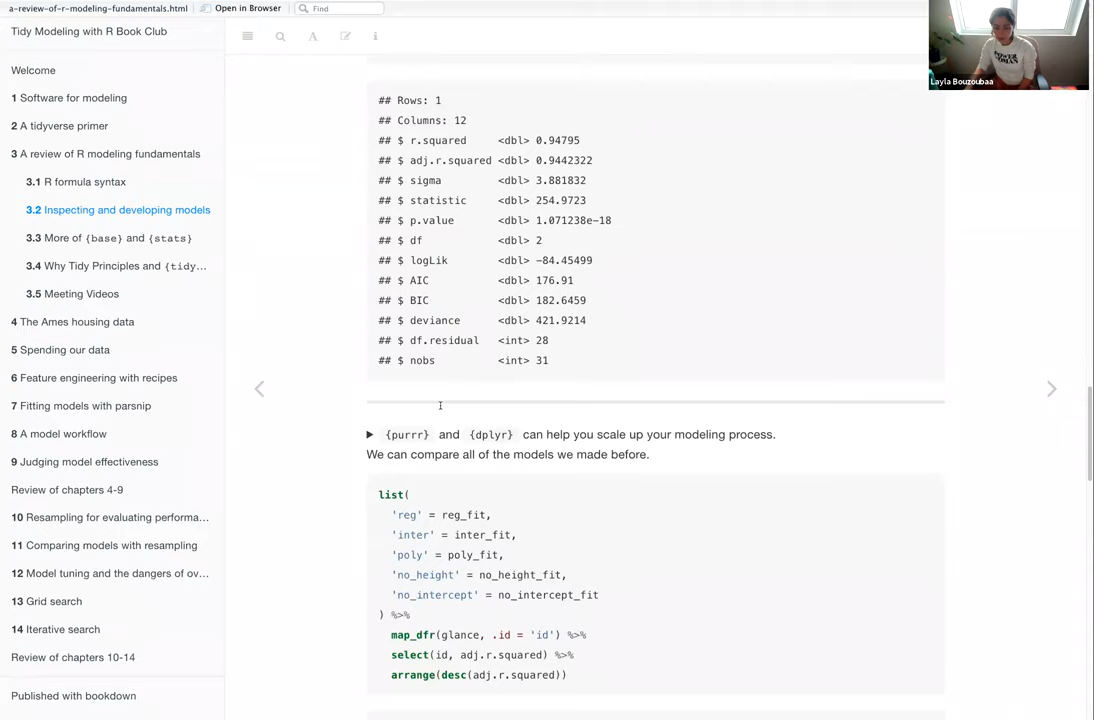 a-review-of-r-modeling-fundamentals.html
Open in Browser
Find
Tidy Modeling with R Book Club
Welcome
1 Software for modeling
2 A tidyverse primer
3 A review of R modeling fundamentals
3.1 R formula syntax
3.2 Inspecting and developing models
3.3 More of {base} and {stats}
3.4 Why Tidy Principles and {tidy...
3.5 Meeting Videos
4 The Ames housing data
5 Spending our data
6 Feature engineering with recipes
7 Fitting models with parsnip
8 A model workflow
9 Judging model effectiveness
Review of chapters 4-9
10 Resampling for evaluating performa...
11 Comparing models with resampling
12 Model tuning and the dangers of ov...
13 Grid search
14 Iterative search
Review of chapters 10-14
Published with bookdown
A
i
## Rows: 1
## Columns: 12
## $ r.squared <dbl> 0.94795
## $ adj.r.squared <dbl> 0.9442322
## $ sigma <dbl> 3.881832
## $ statistic <dbl> 254.9723
## $ p.value <dbl> 1.071238e-18
## $ df <dbl> 2
## $ logLik <dbl> -84.45499
## $ AIC <dbl> 176.91
## $ BIC <dbl> 182.6459
## $ deviance <dbl> 421.9214
## $ df.residual <int> 28
## $ nobs <int> 31
{purrr} and {dplyr} can help you scale up your modeling process.
We can compare all of the models we made before.
list(
'reg' = reg_fit,
'inter' = inter_fit,
'poly' = poly_fit,
'no_height' = no_height_fit,
'no_intercept' = no_intercept_fit
) %>%
map_dfr(glance, .id = 'id') %>%
select(id, adj.r.squared) %>%
arrange(desc(adj.r.squared))
POWER
WOMAN
Layla Bouzoubaa